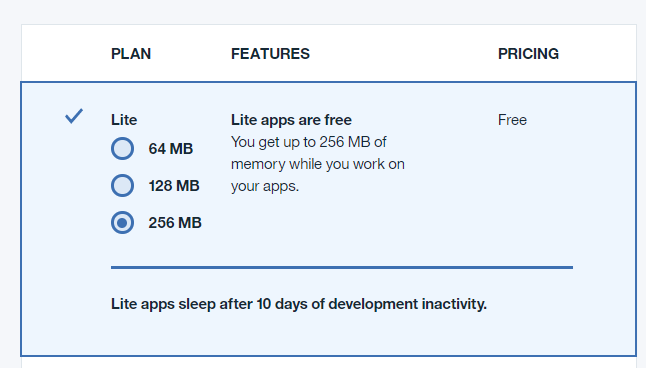 PLAN FEATURES PRICING
Lite Lite apps are free Free
64 MB You get up to 256 MB of
memory while you work on
128 MB your apps.
256 MB
Lite apps sleep after 10 days of development inactivity.